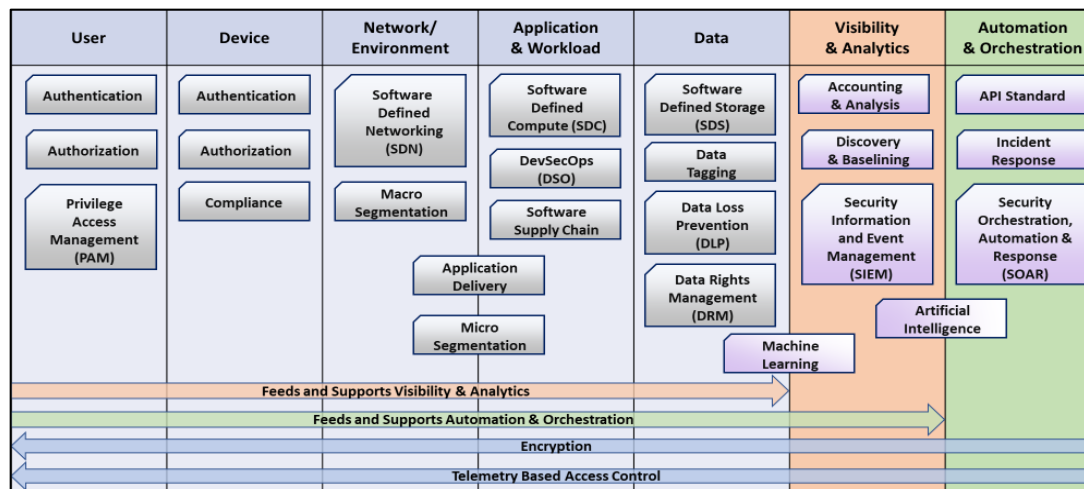 User
Device
Network/
Environment
Application
& Workload
Data
Visibility
& Analytics
Automation
& Orchestration
Authentication
Authorization
Privilege
Access
Management
(PAM)
Authentication
Authorization
Compliance
Software
Defined
Networking
(SDN)
Macro
Segmentation
Software
Defined
Compute (SDC)
DevSecOps
(DSO)
Software
Supply Chain
Application
Delivery
Micro
Segmentation
Software
Defined Storage
(SDS)
Data
Tagging
Data Loss
Prevention
(DLP)
Data Rights
Management
(DRM)
Machine
Learning
Accounting
& Analysis
Discovery
& Baselining
Security
Information
and Event
Management
(SIEM)
Artificial
Intelligence
API Standard
Incident
Response
Security
Orchestration,
Automation &
Response
(SOAR)
Feeds and Supports Visibility & Analytics
Feeds and Supports Automation & Orchestration
Encryption
Telemetry Based Access Control